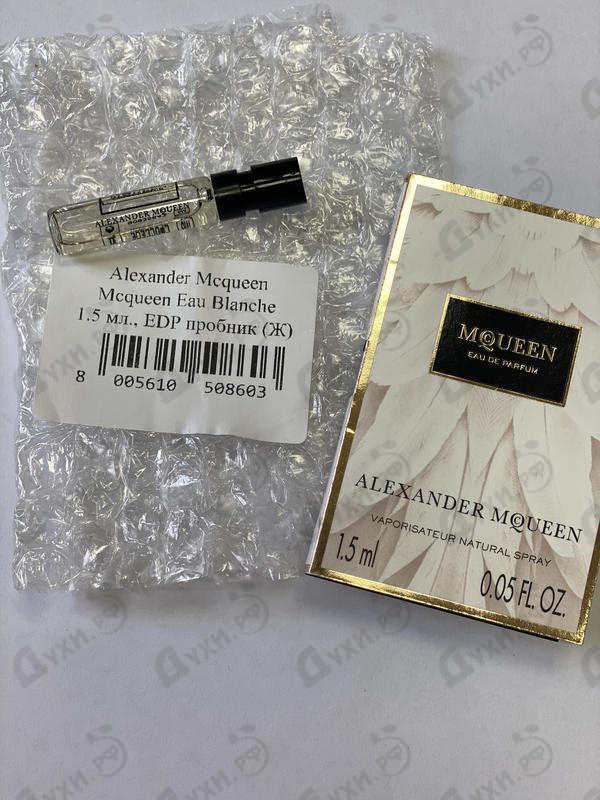 ALEXANDER MCQUEEN
Alexander Mcqueen
Mcqueen Eau Blanche
1.5 мл., EDP пробник (Ж)
8 005610 508603
MCQUEEN
EAU DE PARFUM
ALEXANDER MCQUEEN
VAPORISATEUR NATURAL SPRAY
1.5 ml
0.05 FL. OZ.
Духи.РФ